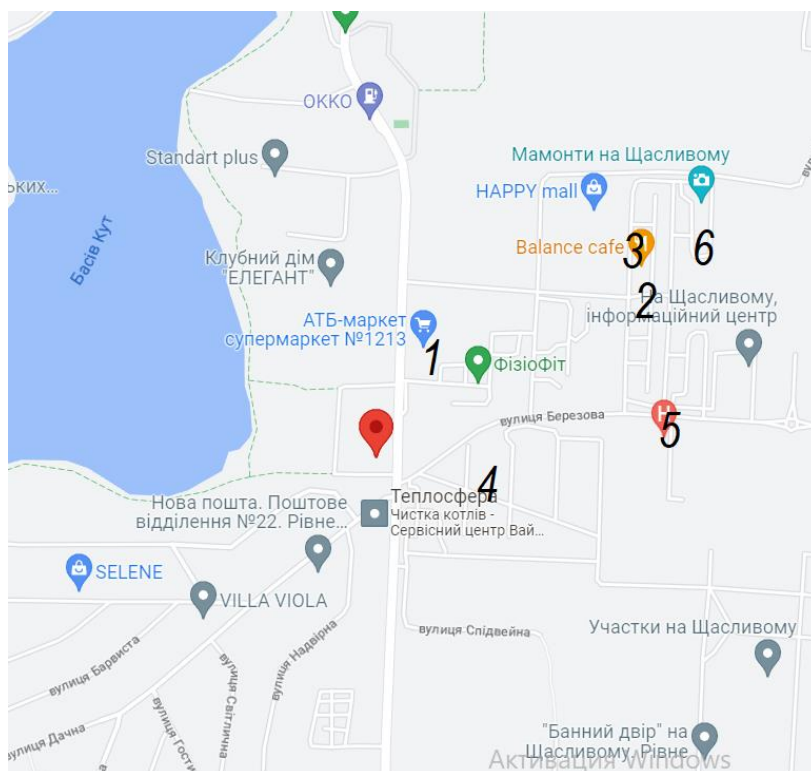 ОККО
Standart plus
ьких...
Басів Кут
Мамонти на Щасливому
HAPPY mall
Balance cafe
3
6
2
Клубний дім
"ЕЛЕГАНТ"
На Щасливому,
інформаційний центр
АТБ-маркет
супермаркет №1213
1
ФізіоФіт
вулиця Березова
H
5
4
Теплосфера
Чистка котлів -
Сервісний центр Вай...
Нова пошта. Поштове
відділення №22. Рівне...
SELENE
VILLA VIOLA
вулиця Барвиста
вулиця Надвірна
вулиця Світлична
вулиця Спідвейна
Участки на Щасливому
вулиця Дачна
вулиця Гости
"Банний двір" на
Щасливому, Рівне
Активация Windows